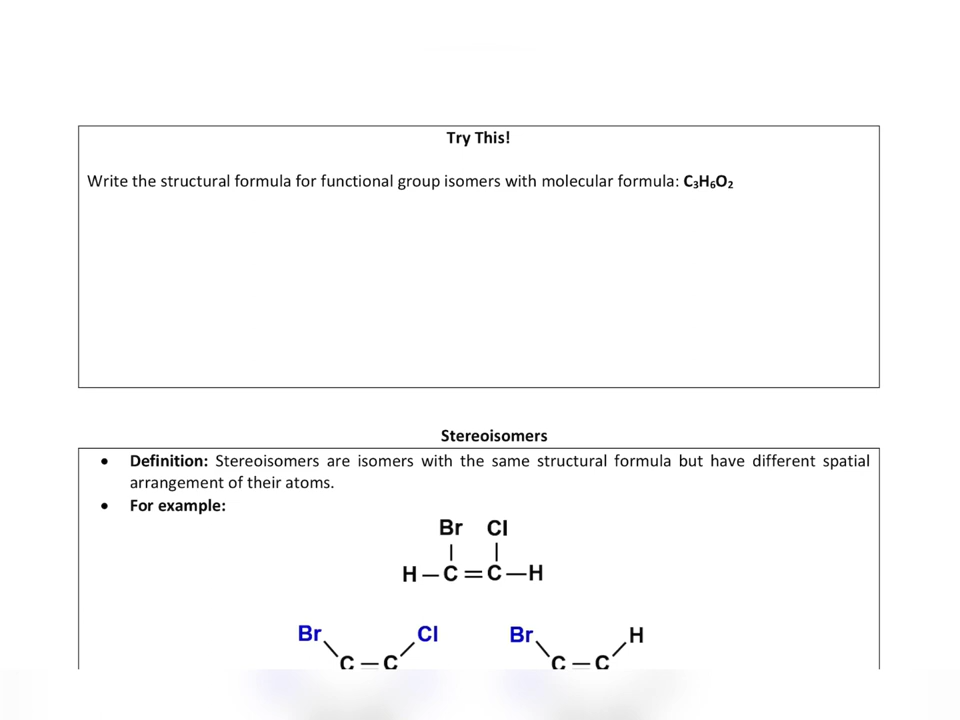 Try This!
Write the structural formula for functional group isomers with molecular formula: C₃H₆O₂
Stereoisomers
• Definition: Stereoisomers are isomers with the same structural formula but have different spatial
arrangement of their atoms.
• For example:
Br Cl
H – C = C – H
Br Cl Br H
C – C C – C